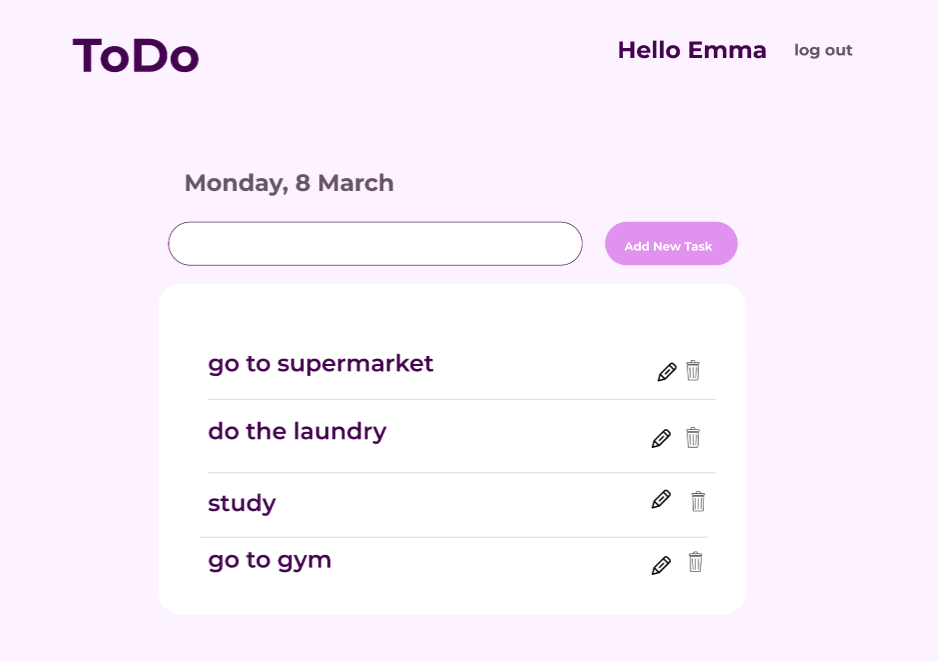 ToDo
Hello Emma log out
Monday, 8 March
Add New Task
go to supermarket
do the laundry
study
go to gym